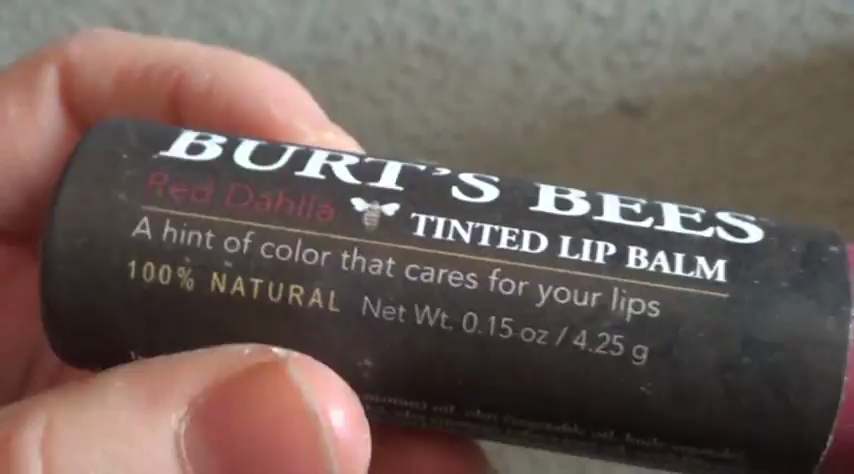 BURT'S BEES
Red Dahlia TINTED LIP BALM
A hint of color that cares for your lips
100% NATURAL Net Wt. 0.15 oz / 4.25 g